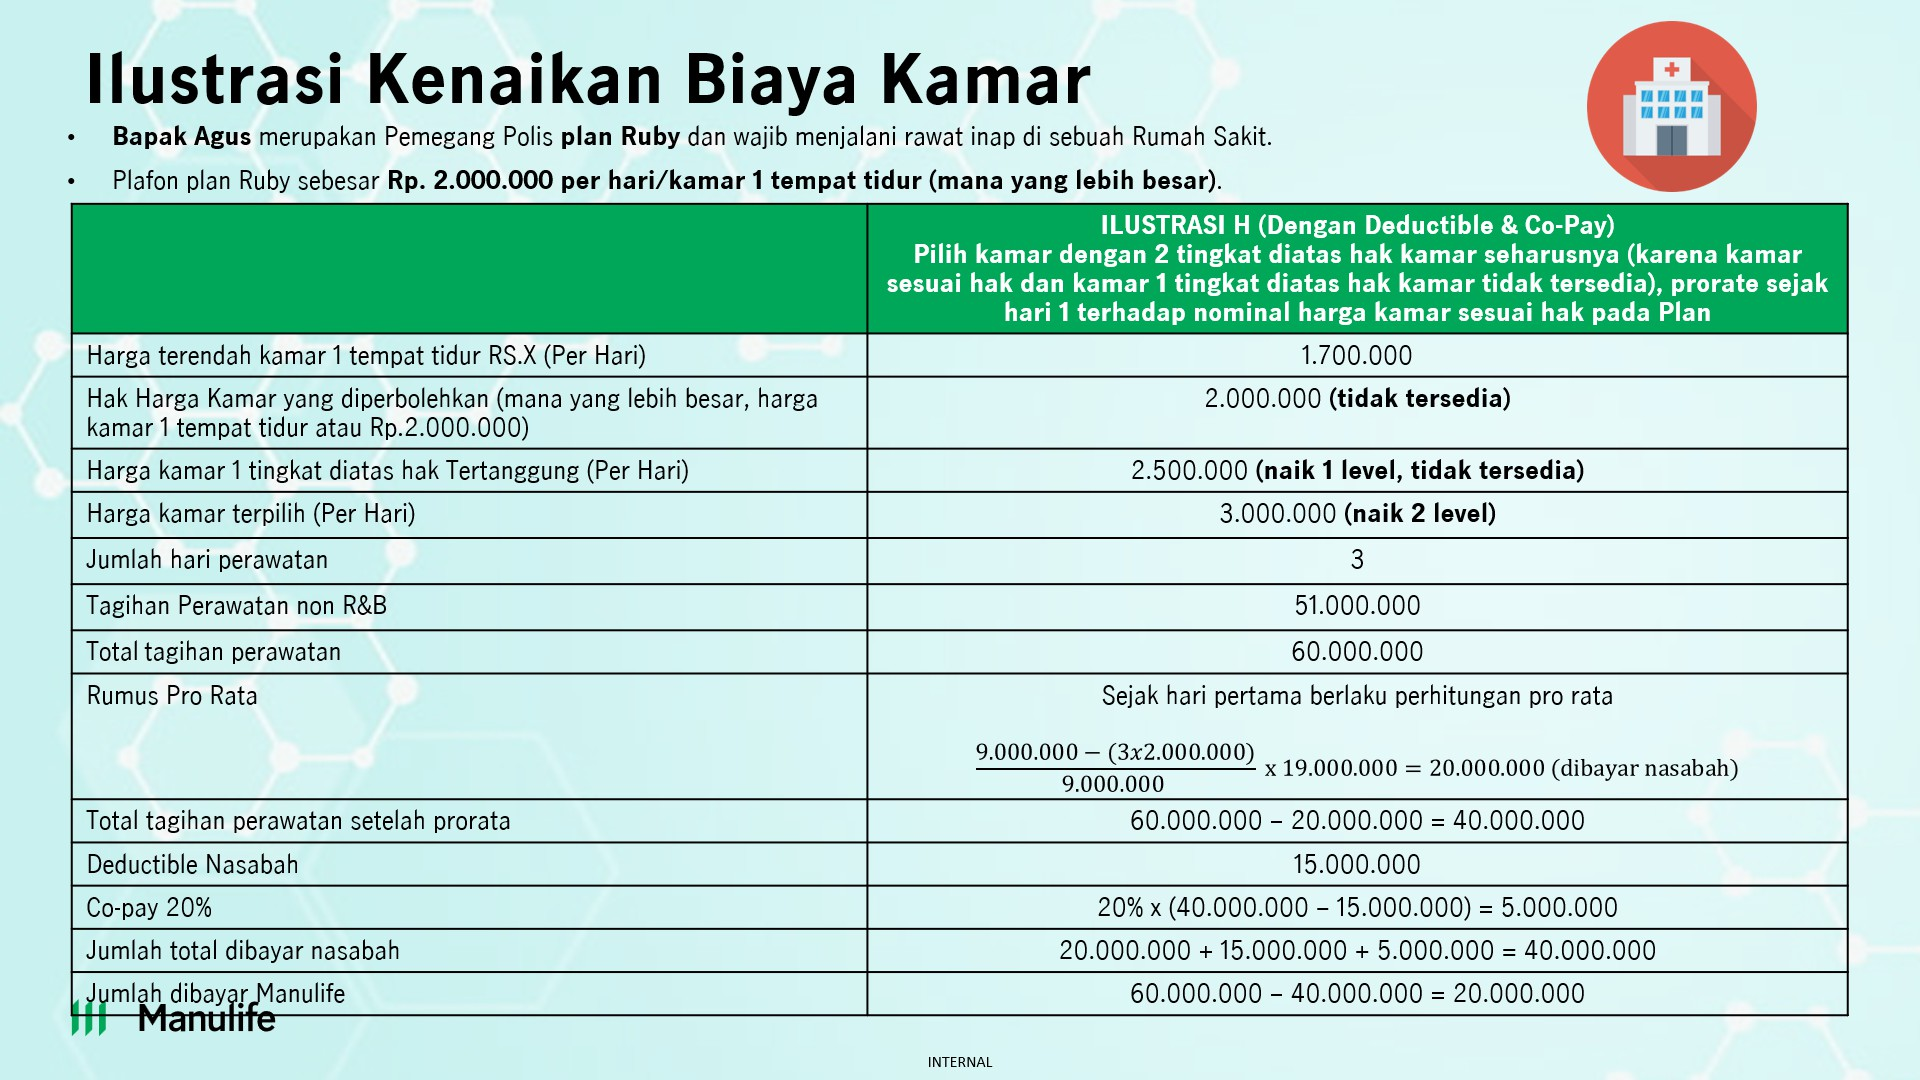 Ilustrasi Kenaikan Biaya Kamar
• Bapak Agus merupakan Pemegang Polis plan Ruby dan wajib menjalani rawat inap di sebuah Rumah Sakit.
• Plafon plan Ruby sebesar Rp. 2.000.000 per hari/kamar 1 tempat tidur (mana yang lebih besar).
ILUSTRASI H (Dengan Deductible & Co-Pay)
Pilih kamar dengan 2 tingkat diatas hak kamar seharusnya (karena kamar
sesuai hak dan kamar 1 tingkat diatas hak kamar tidak tersedia), prorate sejak
hari 1 terhadap nominal harga kamar sesuai hak pada Plan
Harga terendah kamar 1 tempat tidur RS.X (Per Hari)
1.700.000
Hak Harga Kamar yang diperbolehkan (mana yang lebih besar, harga
kamar 1 tempat tidur atau Rp.2.000.000)
2.000.000 (tidak tersedia)
Harga kamar 1 tingkat diatas hak Tertanggung (Per Hari)
2.500.000 (naik 1 level, tidak tersedia)
Harga kamar terpilih (Per Hari)
3.000.000 (naik 2 level)
Jumlah hari perawatan
3
Tagihan Perawatan non R&B
51.000.000
Total tagihan perawatan
60.000.000
Rumus Pro Rata
Sejak hari pertama berlaku perhitungan pro rata
9.000.000 − (3x2.000.000)
9.000.000
x 19.000.000 = 20.000.000 (dibayar nasabah)
Total tagihan perawatan setelah prorata
60.000.000 – 20.000.000 = 40.000.000
Deductible Nasabah
15.000.000
Co-pay 20%
20% x (40.000.000 – 15.000.000) = 5.000.000
Jumlah total dibayar nasabah
20.000.000 + 15.000.000 + 5.000.000 = 40.000.000
Jumlah dibayar Manulife
60.000.000 – 40.000.000 = 20.000.000
Manulife
INTERNAL